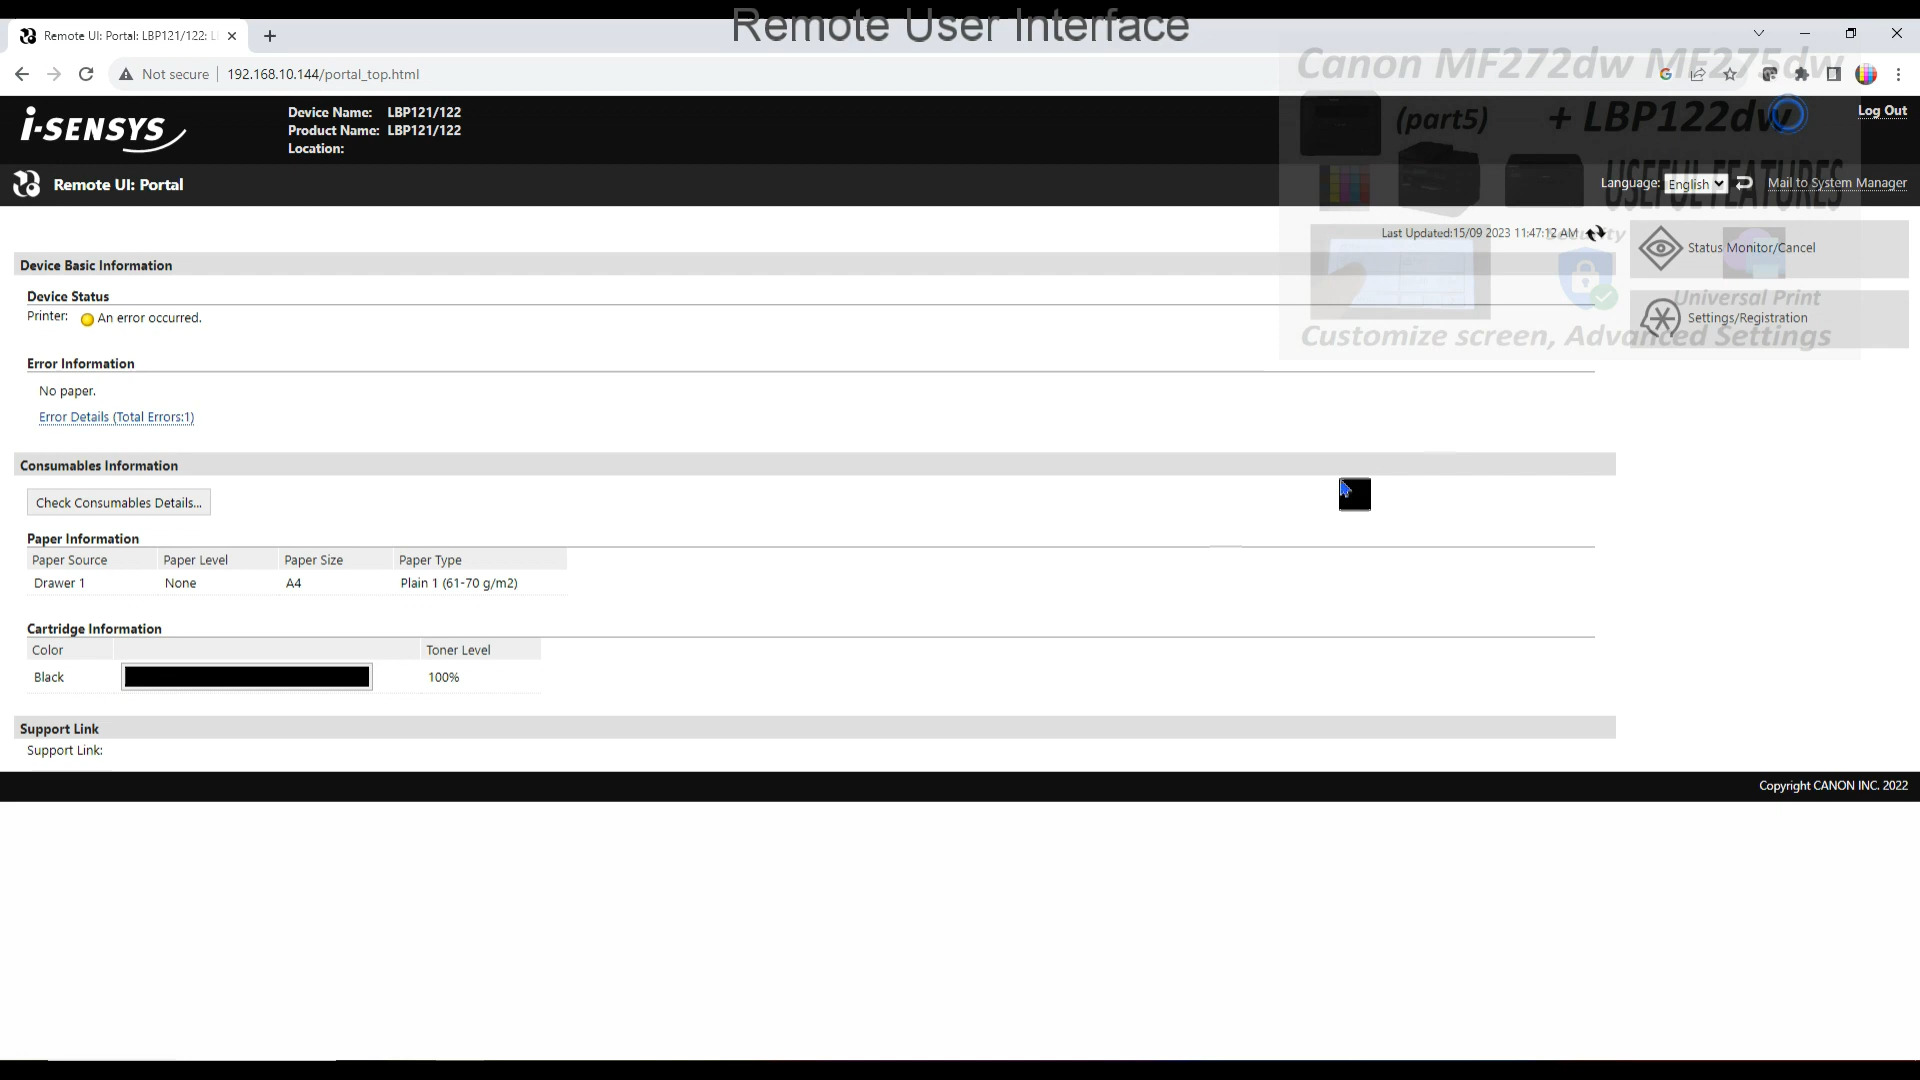 Remote User Interface
Remote UI: Portal: LBP121/122: L
Not secure
192.168.10.144/portal_top.html
Canon MF272dw MF275dw
(part5) + LBP122dw
USEFUL FEATURES
Customize screen, Advanced Settings
Universal Print
i-SENSYS
Device Name: LBP121/122
Product Name: LBP121/122
Location:
Log Out
Remote UI: Portal
Language: English
Mail to System Manager
Last Updated:15/09 2023 11:47:12 AM
Status Monitor/Cancel
Settings/Registration
Device Basic Information
Device Status
Printer: An error occurred.
Error Information
No paper.
Error Details (Total Errors:1)
Consumables Information
Check Consumables Details...
Paper Information
Paper Source Paper Level Paper Size Paper Type
Drawer 1 None A4 Plain 1 (61-70 g/m2)
Cartridge Information
Color Toner Level
Black 100%
Support Link
Support Link:
Copyright CANON INC. 2022